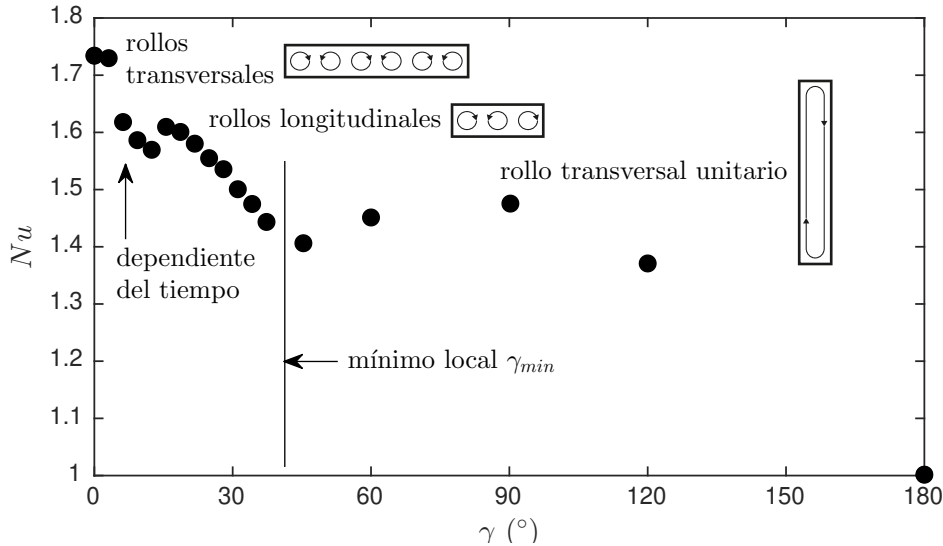 1.8
1.7
1.6
1.5
1.4
1.3
1.2
1.1
1
Nu
rollos
transversales
rollos longitudinales
rollo transversal unitario
dependiente
del tiempo
mínimo local γmin
0
30
60
90
120
150
180
γ (°)